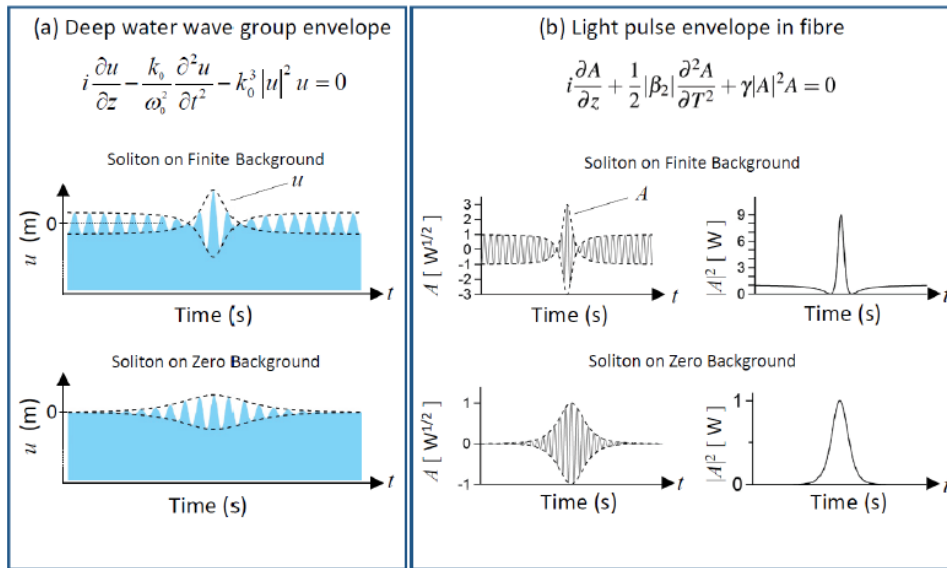 (a) Deep water wave group envelope
i ∂u/∂z − k₀/ω₀² ∂²u/∂t² − k₀³ |u|² u = 0
Soliton on Finite Background
u
0
u (m)
t
Time (s)
Soliton on Zero Background
0
u (m)
t
Time (s)
(b) Light pulse envelope in fibre
i ∂A/∂z + 1/2 |β₂| ∂²A/∂T² + γ|A|²A = 0
Soliton on Finite Background
A
3
2
1
0
-1
-2
-3
A [ W^1/2 ]
t
Time (s)
9
6
3
0
|A|² [ W ]
t
Time (s)
Soliton on Zero Background
1
0
-1
A [ W^1/2 ]
t
Time (s)
1
0
|A|² [ W ]
t
Time (s)